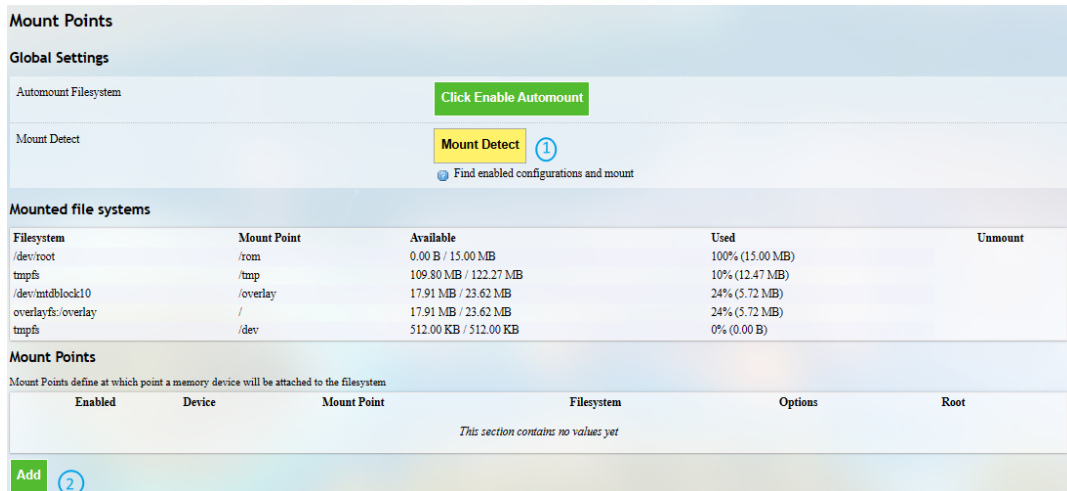 Mount Points
Global Settings
Automount Filesystem Click Enable Automount
Mount Detect Mount Detect 1
Find enabled configurations and mount
Mounted file systems
Filesystem Mount Point Available Used Unmount
/dev/root /rom 0.00 B / 15.00 MB 100% (15.00 MB)
tmpfs /tmp 109.80 MB / 122.27 MB 10% (12.47 MB)
/dev/mtdblock10 /overlay 17.91 MB / 23.62 MB 24% (5.72 MB)
overlayfs:/overlay / 17.91 MB / 23.62 MB 24% (5.72 MB)
tmpfs /dev 512.00 KB / 512.00 KB 0% (0.00 B)
Mount Points
Mount Points define at which point a memory device will be attached to the filesystem
Enabled Device Mount Point Filesystem Options Root
This section contains no values yet
Add 2